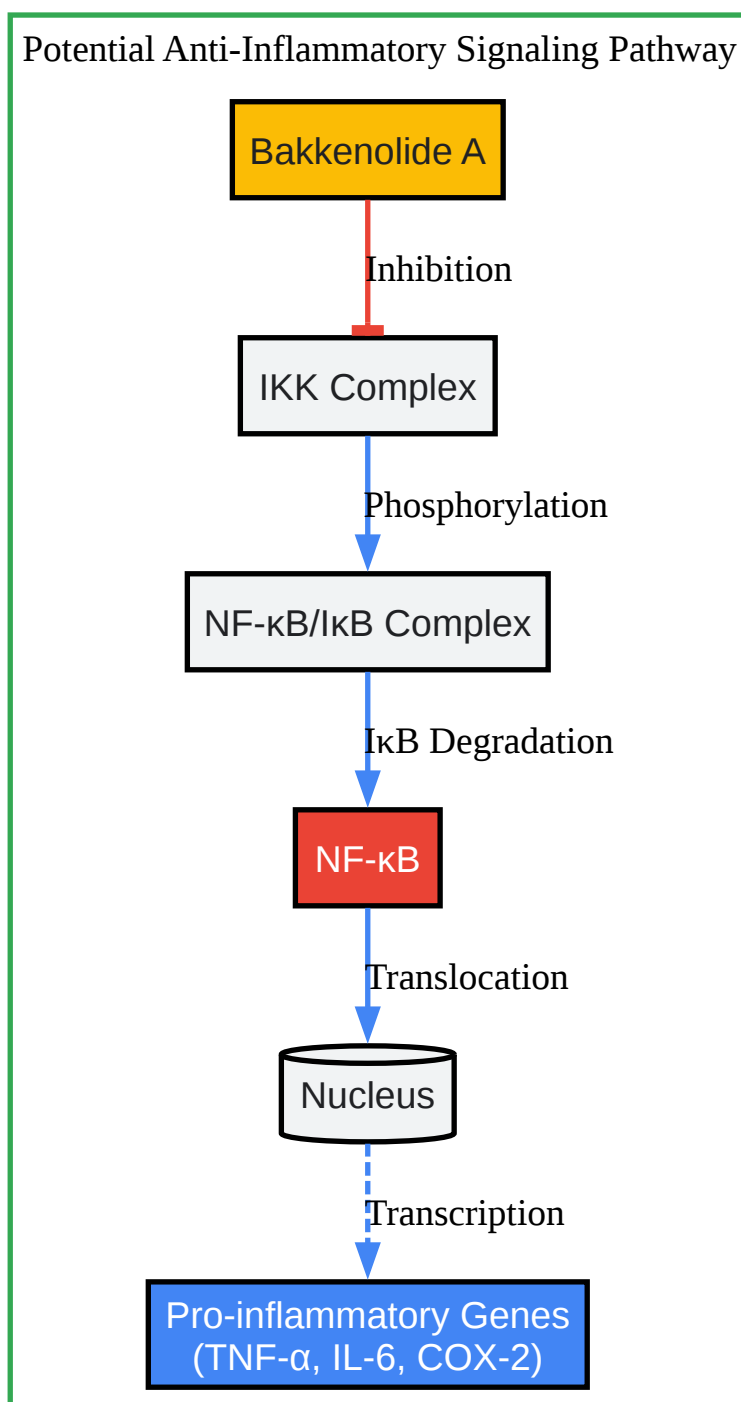 Potential Anti-Inflammatory Signaling Pathway
Bakkenolide A
Inhibition
IKK Complex
Phosphorylation
NF-κB/IκB Complex
IκB Degradation
NF-κB
Translocation
Nucleus
Transcription
Pro-inflammatory Genes
(TNF-α, IL-6, COX-2)